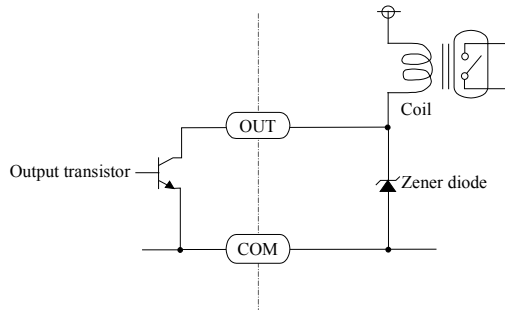 Coil
OUT
Output transistor
Zener diode
COM